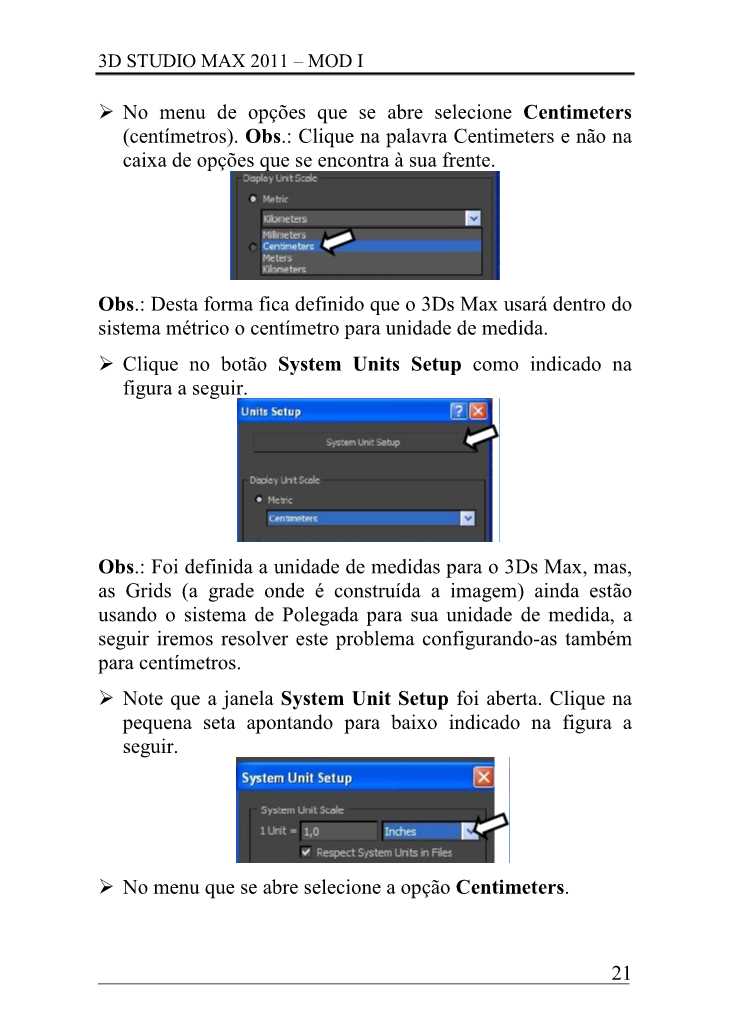 3D STUDIO MAX 2011 – MOD I
➢ No menu de opções que se abre selecione Centimeters
(centímetros). Obs.: Clique na palavra Centimeters e não na
caixa de opções que se encontra à sua frente.
Display Unit Scale
Metric
Kilometers
Millimeters
Centimeters
Meters
Kilometers
Obs.: Desta forma fica definido que o 3Ds Max usará dentro do
sistema métrico o centímetro para unidade de medida.
➢ Clique no botão System Units Setup como indicado na
figura a seguir.
Units Setup
System Unit Setup
Display Unit Scale
Metric
Centimeters
Obs.: Foi definida a unidade de medidas para o 3Ds Max, mas,
as Grids (a grade onde é construída a imagem) ainda estão
usando o sistema de Polegada para sua unidade de medida, a
seguir iremos resolver este problema configurando-as também
para centímetros.
➢ Note que a janela System Unit Setup foi aberta. Clique na
pequena seta apontando para baixo indicado na figura a
seguir.
System Unit Setup
System Unit Scale
1 Unit = 1,0 Inches
Respect System Units in Files
➢ No menu que se abre selecione a opção Centimeters.
21